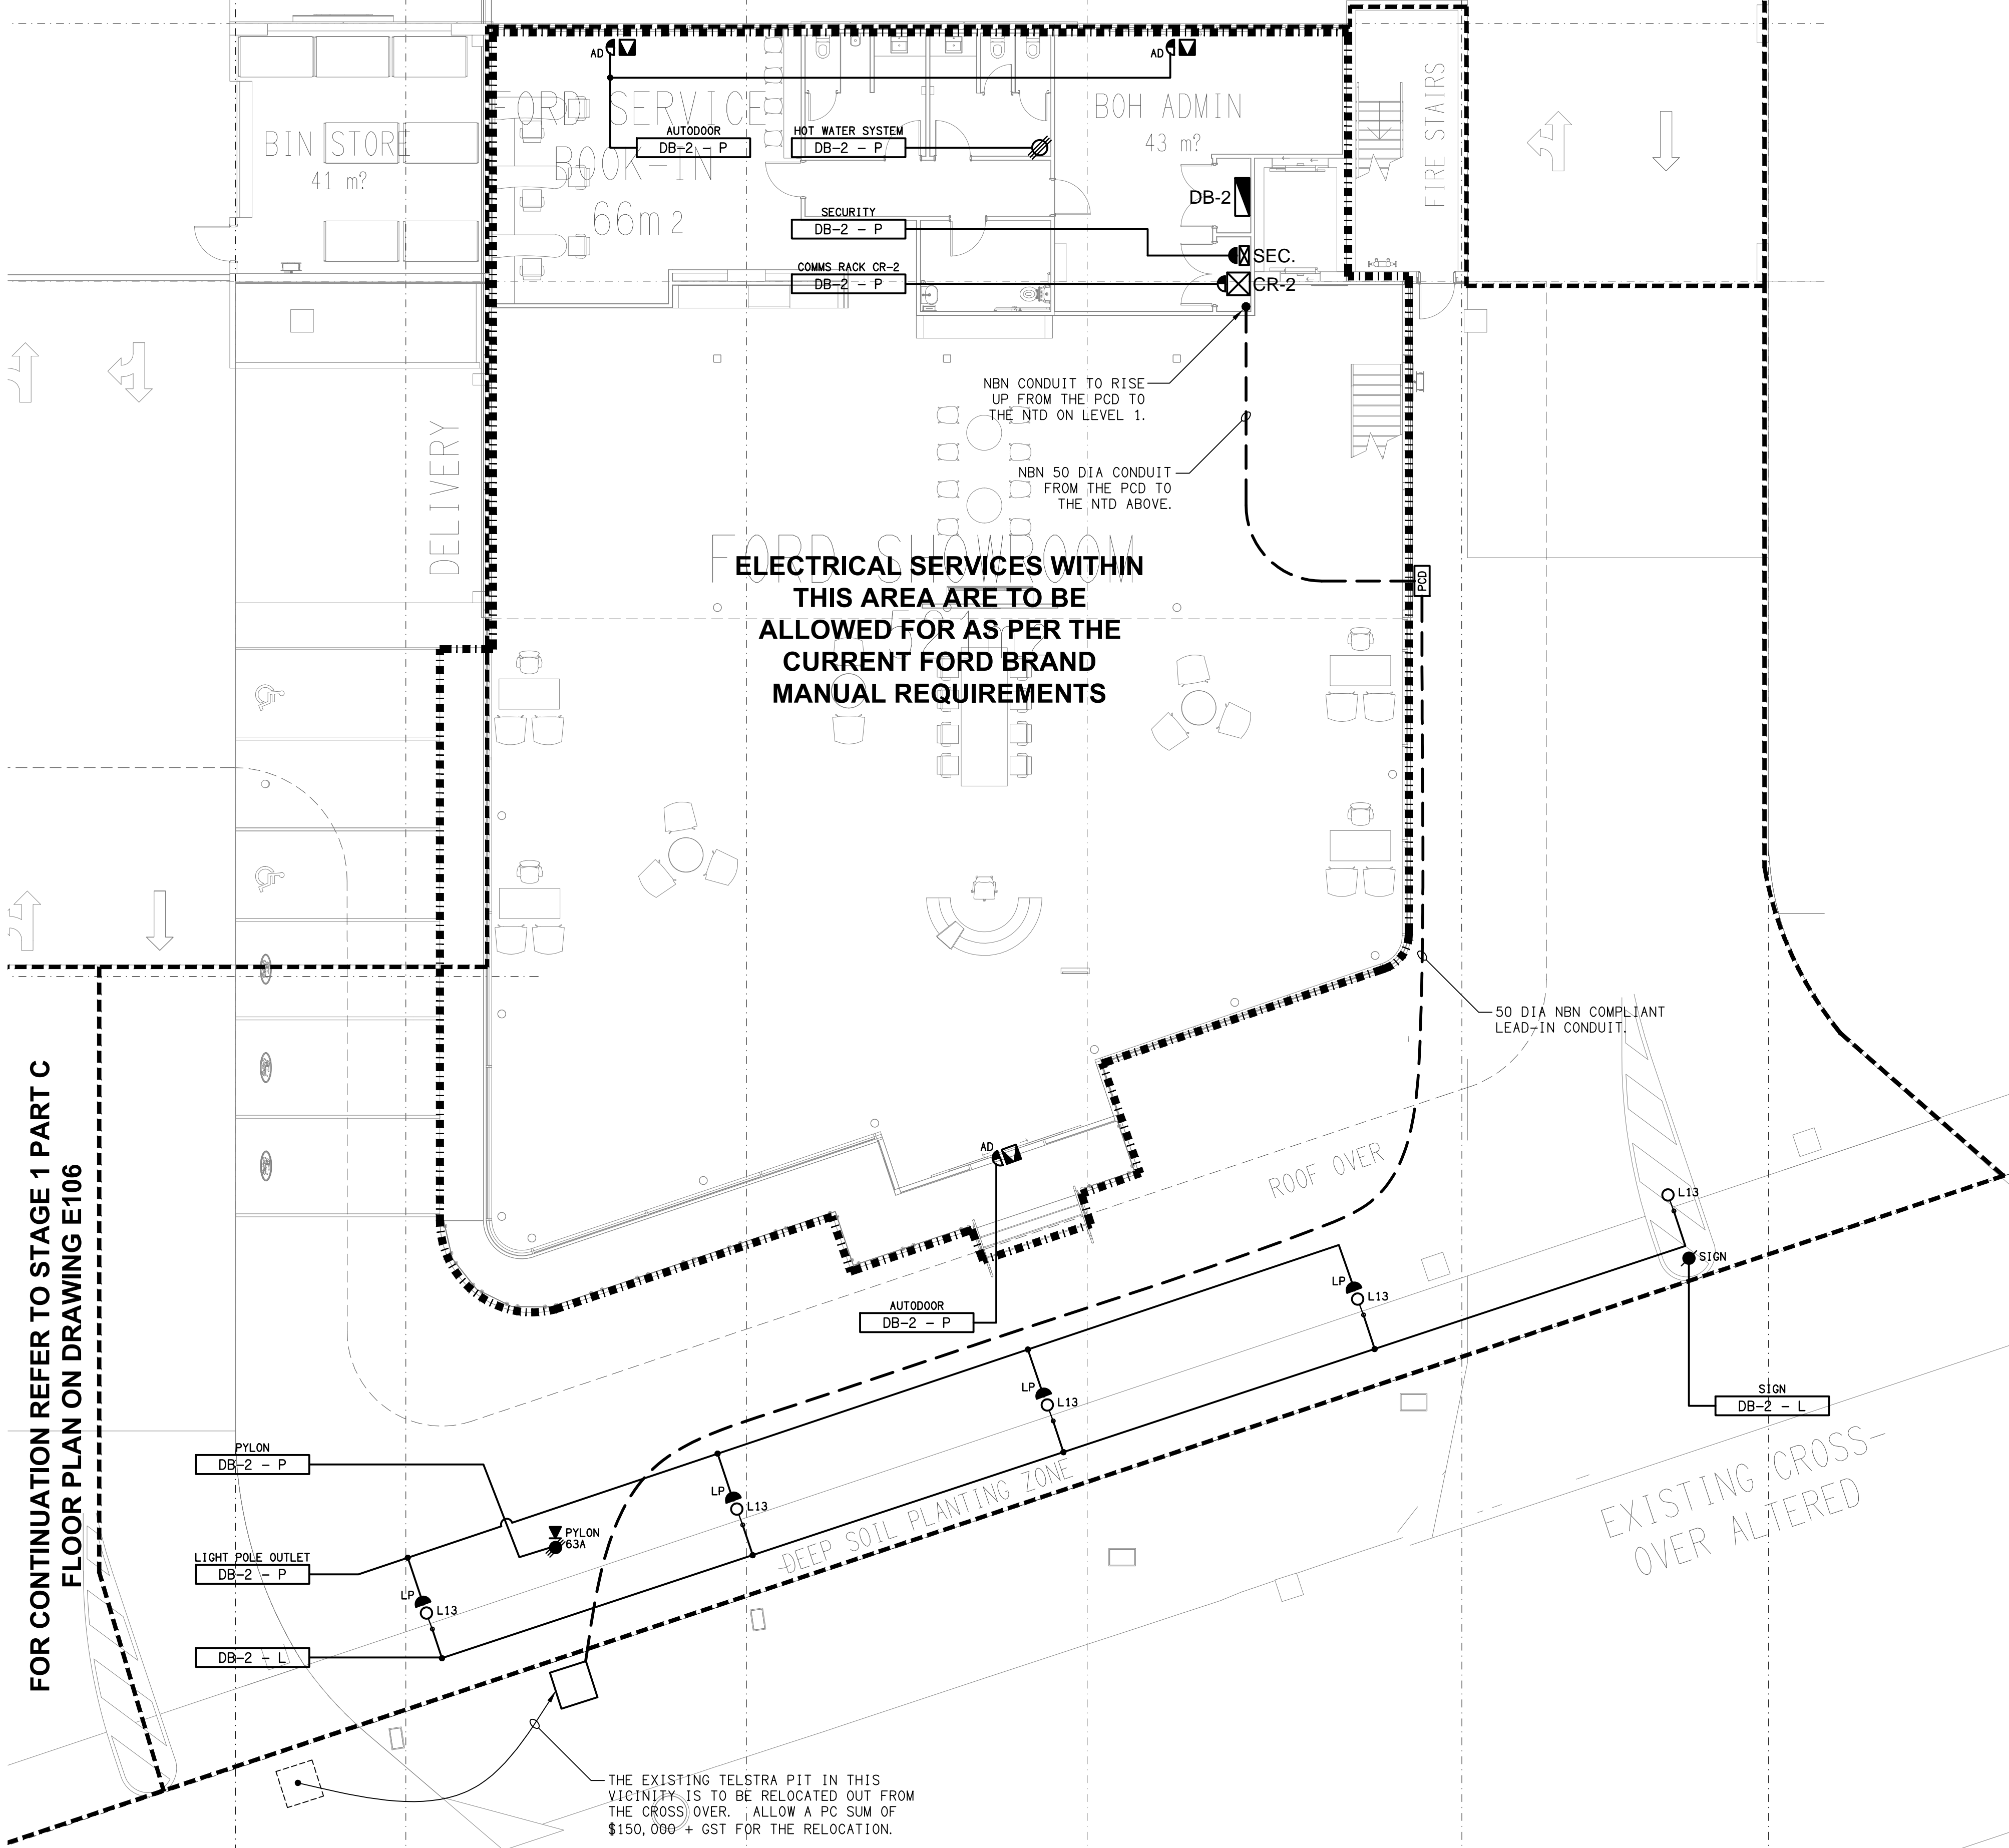 AD
AD
BIN STORE
41 m?
FORD SERVICE
BOOK-IN
66m2
AUTODOOR
DB-2 - P
HOT WATER SYSTEM
DB-2 - P
BOH ADMIN
43 m?
FIRE STAIRS
DB-2
SECURITY
DB-2 - P
SEC.
COMMS RACK CR-2
DB-2 - P
CR-2
NBN CONDUIT TO RISE
UP FROM THE PCD TO
THE NTD ON LEVEL 1.
DELIVERY
NBN 50 DIA CONDUIT
FROM THE PCD TO
THE NTD ABOVE.
FORD SHOWROOM
ELECTRICAL SERVICES WITHIN
THIS AREA ARE TO BE
ALLOWED FOR AS PER THE
CURRENT FORD BRAND
MANUAL REQUIREMENTS
PCD
50 DIA NBN COMPLIANT
LEAD-IN CONDUIT.
FOR CONTINUATION REFER TO STAGE 1 PART C
FLOOR PLAN ON DRAWING E106
AD
ROOF OVER
L13
SIGN
LP
L13
AUTODOOR
DB-2 - P
LP
L13
SIGN
DB-2 - L
PYLON
DB-2 - P
LP
L13
PYLON
63A
DEEP SOIL PLANTING ZONE
EXISTING CROSS-
OVER ALTERED
LIGHT POLE OUTLET
DB-2 - P
LP
L13
DB-2 - L
THE EXISTING TELSTRA PIT IN THIS
VICINITY IS TO BE RELOCATED OUT FROM
THE CROSS OVER. ALLOW A PC SUM OF
$150,000 + GST FOR THE RELOCATION.